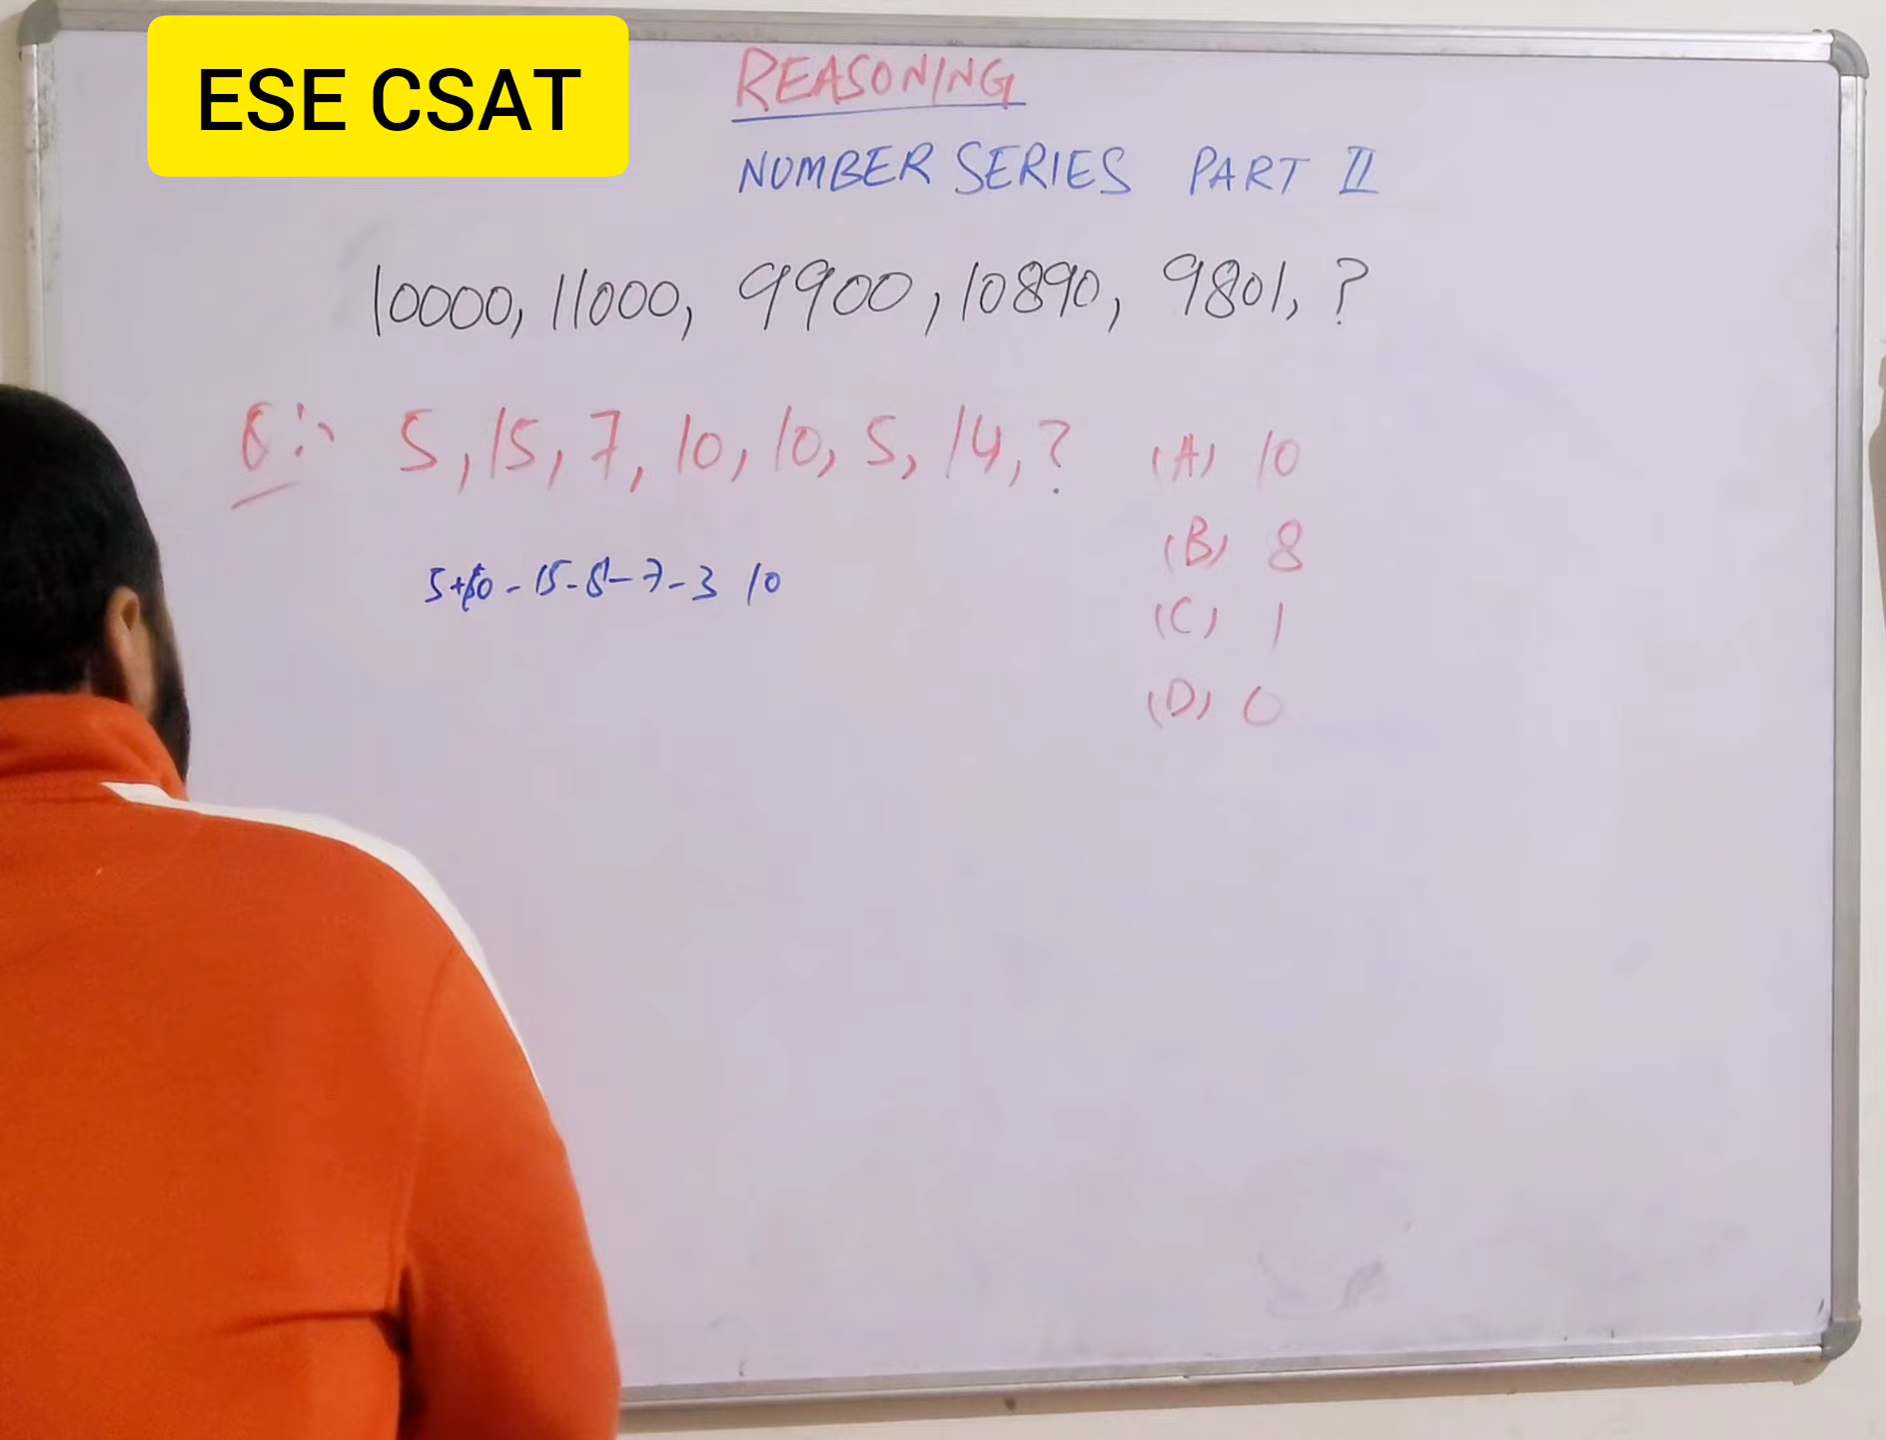 ESE CSAT
REASONING
NUMBER SERIES PART II
10000, 11000, 9900, 10890, 9801, ?
Q:- 5, 15, 7, 10, 10, 5, 14, ?
(A) 10
(B) 8
(C) 1
(D) 0
5+10 - 15-8 - 7-3 10